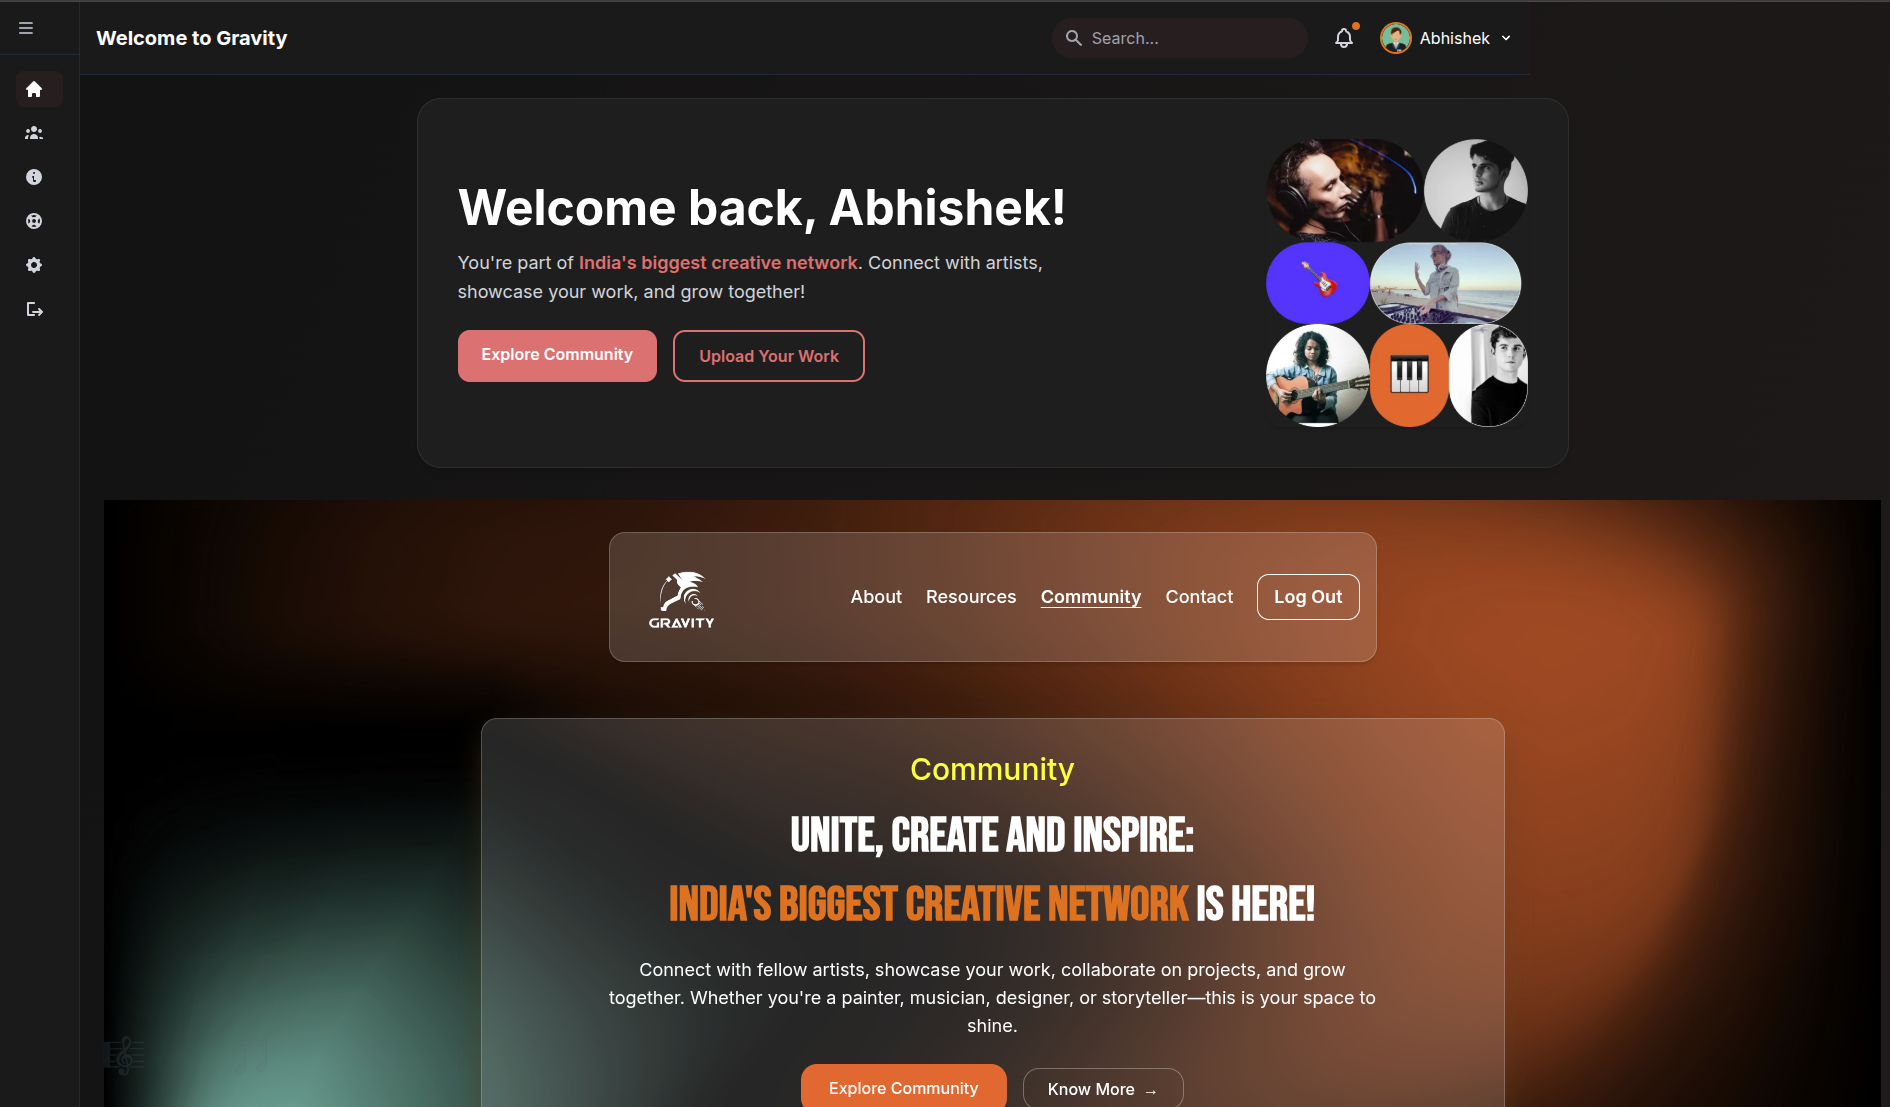 Welcome to Gravity
Search...
Abhishek
Welcome back, Abhishek!
You're part of India's biggest creative network. Connect with artists,
showcase your work, and grow together!
Explore Community
Upload Your Work
GRAVITY
About
Resources
Community
Contact
Log Out
Community
UNITE, CREATE AND INSPIRE:
INDIA'S BIGGEST CREATIVE NETWORK IS HERE!
Connect with fellow artists, showcase your work, collaborate on projects, and grow
together. Whether you're a painter, musician, designer, or storyteller—this is your space to
shine.
Explore Community
Know More →